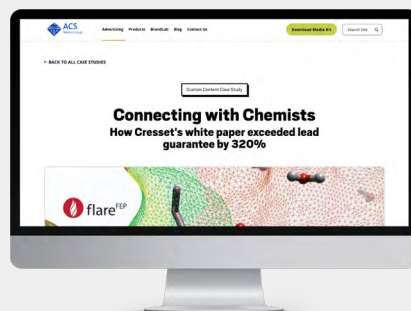 ACS
Media Group
Advertising Products BrandLab Blog Contact Us
Download Media Kit
Search Site
← BACK TO ALL CASE STUDIES
Custom Content Case Study
Connecting with Chemists
How Cresset's white paper exceeded lead
guarantee by 320%
flare FEP